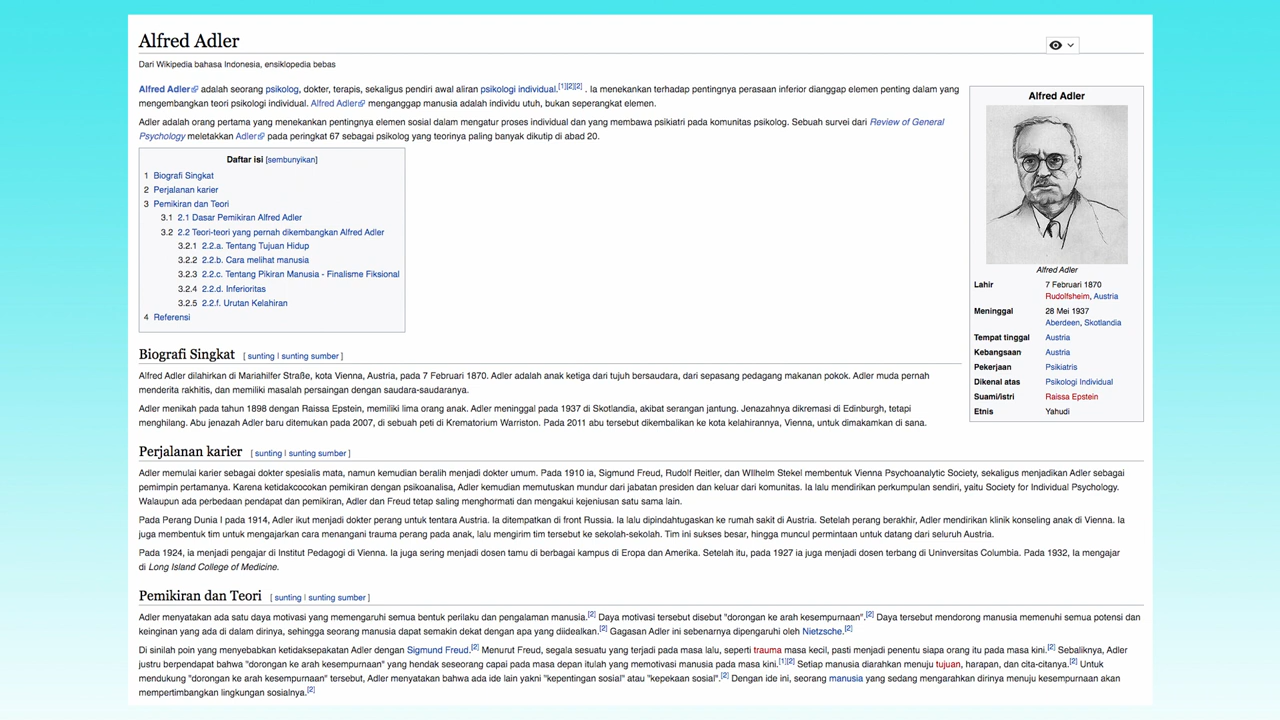 Alfred Adler
Dari Wikipedia bahasa Indonesia, ensiklopedia bebas
Alfred Adler adalah seorang psikolog, dokter, terapis, sekaligus pendiri awal aliran psikologi individual.[1][2][2] . Ia menekankan terhadap pentingnya perasaan inferior dianggap elemen penting dalam yang
mengembangkan teori psikologi individual. Alfred Adler menganggap manusia adalah individu utuh, bukan seperangkat elemen.
Adler adalah orang pertama yang menekankan pentingnya elemen sosial dalam mengatur proses individual dan yang membawa psikiatri pada komunitas psikolog. Sebuah survei dari Review of General
Psychology meletakkan Adler pada peringkat 67 sebagai psikolog yang teorinya paling banyak dikutip di abad 20.
Daftar isi [sembunyikan]
1 Biografi Singkat
2 Perjalanan karier
3 Pemikiran dan Teori
3.1 2.1 Dasar Pemikiran Alfred Adler
3.2 2.2 Teori-teori yang pernah dikembangkan Alfred Adler
3.2.1 2.2.a. Tentang Tujuan Hidup
3.2.2 2.2.b. Cara melihat manusia
3.2.3 2.2.c. Tentang Pikiran Manusia - Finalisme Fiksional
3.2.4 2.2.d. Inferioritas
3.2.5 2.2.f. Urutan Kelahiran
4 Referensi
Alfred Adler
Alfred Adler
Lahir 7 Februari 1870
Rudolfsheim, Austria
Meninggal 28 Mei 1937
Aberdeen, Skotlandia
Tempat tinggal Austria
Kebangsaan Austria
Pekerjaan Psikiatris
Dikenal atas Psikologi Individual
Suami/istri Raissa Epstein
Etnis Yahudi
Biografi Singkat [ sunting | sunting sumber ]
Alfred Adler dilahirkan di Mariahilfer Straße, kota Vienna, Austria, pada 7 Februari 1870. Adler adalah anak ketiga dari tujuh bersaudara, dari sepasang pedagang makanan pokok. Adler muda pernah
menderita rakhitis, dan memiliki masalah persaingan dengan saudara-saudaranya.
Adler menikah pada tahun 1898 dengan Raissa Epstein, memiliki lima orang anak. Adler meninggal pada 1937 di Skotlandia, akibat serangan jantung. Jenazahnya dikremasi di Edinburgh, tetapi
menghilang. Abu jenazah Adler baru ditemukan pada 2007, di sebuah peti di Krematorium Warriston. Pada 2011 abu tersebut dikembalikan ke kota kelahirannya, Vienna, untuk dimakamkan di sana.
Perjalanan karier [ sunting | sunting sumber ]
Adler memulai karier sebagai dokter spesialis mata, namun kemudian beralih menjadi dokter umum. Pada 1910 ia, Sigmund Freud, Rudolf Reitler, dan WIlhelm Stekel membentuk Vienna Psychoanalytic Society, sekaligus menjadikan Adler sebagai
pemimpin pertamanya. Karena ketidakcocokan pemikiran dengan psikoanalisa, Adler kemudian memutuskan mundur dari jabatan presiden dan keluar dari komunitas. Ia lalu mendirikan perkumpulan sendiri, yaitu Society for Individual Psychology.
Walaupun ada perbedaan pendapat dan pemikiran, Adler dan Freud tetap saling menghormati dan mengakui kejeniusan satu sama lain.
Pada Perang Dunia I pada 1914, Adler ikut menjadi dokter perang untuk tentara Austria. Ia ditempatkan di front Russia. Ia lalu dipindahtugaskan ke rumah sakit di Austria. Setelah perang berakhir, Adler mendirikan klinik konseling anak di Vienna. Ia
juga membentuk tim untuk mengajarkan cara menangani trauma perang pada anak, lalu mengirim tim tersebut ke sekolah-sekolah. Tim ini sukses besar, hingga muncul permintaan untuk datang dari seluruh Austria.
Pada 1924, ia menjadi pengajar di Institut Pedagogi di Vienna. Ia juga sering menjadi dosen tamu di berbagai kampus di Eropa dan Amerika. Setelah itu, pada 1927 ia juga menjadi dosen terbang di Uninversitas Columbia. Pada 1932, Ia mengajar
di Long Island College of Medicine.
Pemikiran dan Teori [ sunting | sunting sumber ]
Adler menyatakan ada satu daya motivasi yang memengaruhi semua bentuk perilaku dan pengalaman manusia.[2] Daya motivasi tersebut disebut "dorongan ke arah kesempurnaan".[2] Daya tersebut mendorong manusia memenuhi semua potensi dan
keinginan yang ada di dalam dirinya, sehingga seorang manusia dapat semakin dekat dengan apa yang diidealkan.[2] Gagasan Adler ini sebenarnya dipengaruhi oleh Nietzsche.[2]
Di sinilah poin yang menyebabkan ketidaksepakatan Adler dengan Sigmund Freud.[2] Menurut Freud, segala sesuatu yang terjadi pada masa lalu, seperti trauma masa kecil, pasti menjadi penentu siapa orang itu pada masa kini.[2] Sebaliknya, Adler
justru berpendapat bahwa "dorongan ke arah kesempurnaan" yang hendak seseorang capai pada masa depan itulah yang memotivasi manusia pada masa kini.[1][2] Setiap manusia diarahkan menuju tujuan, harapan, dan cita-citanya.[2] Untuk
mendukung "dorongan ke arah kesempurnaan" tersebut, Adler menyatakan bahwa ada ide lain yakni "kepentingan sosial" atau "kepekaan sosial".[2] Dengan ide ini, seorang manusia yang sedang mengarahkan dirinya menuju kesempurnaan akan
mempertimbangkan lingkungan sosialnya.[2]